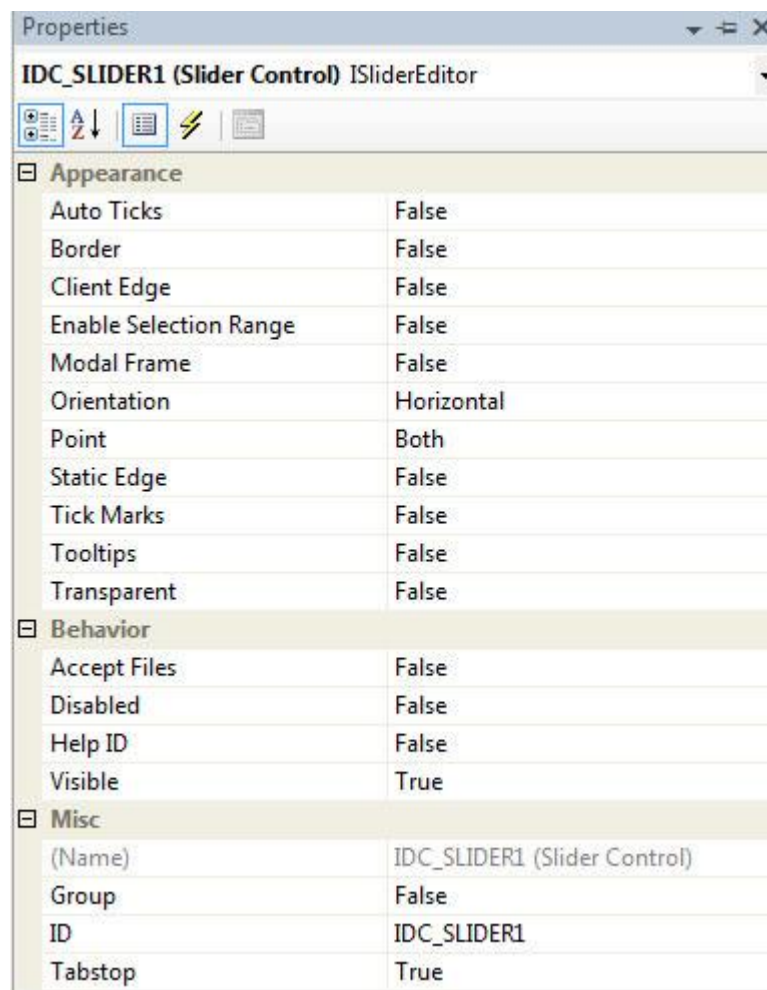 Properties
IDC_SLIDER1 (Slider Control) ISliderEditor
Appearance
Auto Ticks False
Border False
Client Edge False
Enable Selection Range False
Modal Frame False
Orientation Horizontal
Point Both
Static Edge False
Tick Marks False
Tooltips False
Transparent False
Behavior
Accept Files False
Disabled False
Help ID False
Visible True
Misc
(Name) IDC_SLIDER1 (Slider Control)
Group False
ID IDC_SLIDER1
Tabstop True